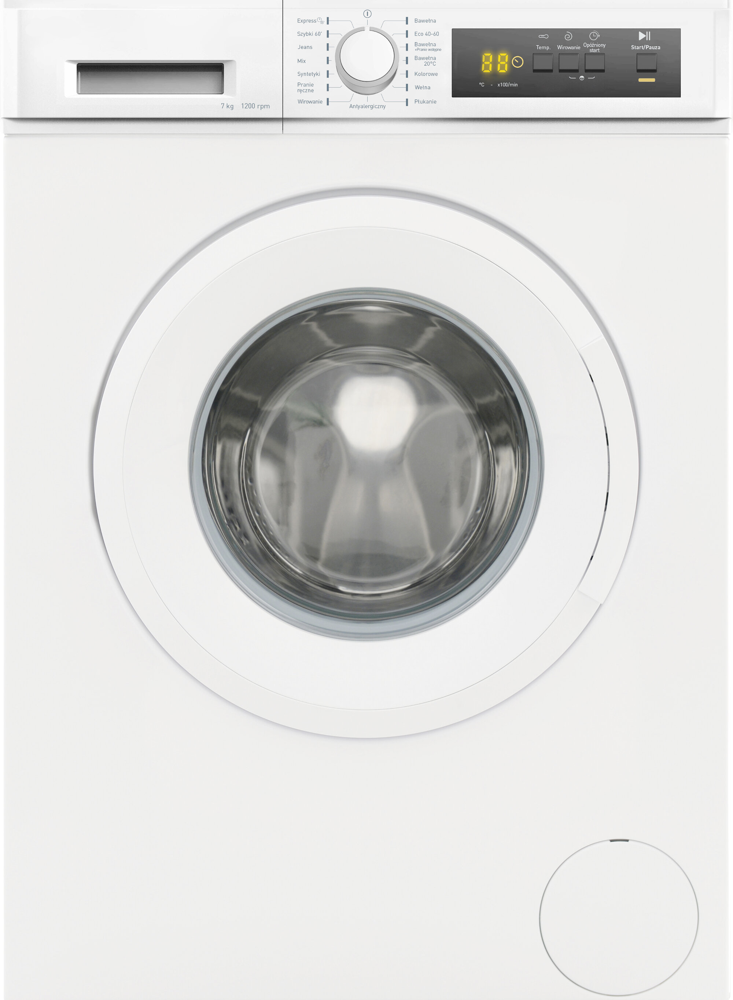 7 kg 1200 rpm
Express 15'
Szybki 60'
Jeans
Mix
Syntetyki
Pranie
ręczne
Wirowanie
Antyalergiczny
Bawełna
Eco 40-60
Bawełna
+Pranie wstępne
Bawełna
20°C
Kolorowe
Wełna
Płukanie
88
°C - x100/min
Temp.
Wirowanie
Opóźniony
start
Start/Pauza